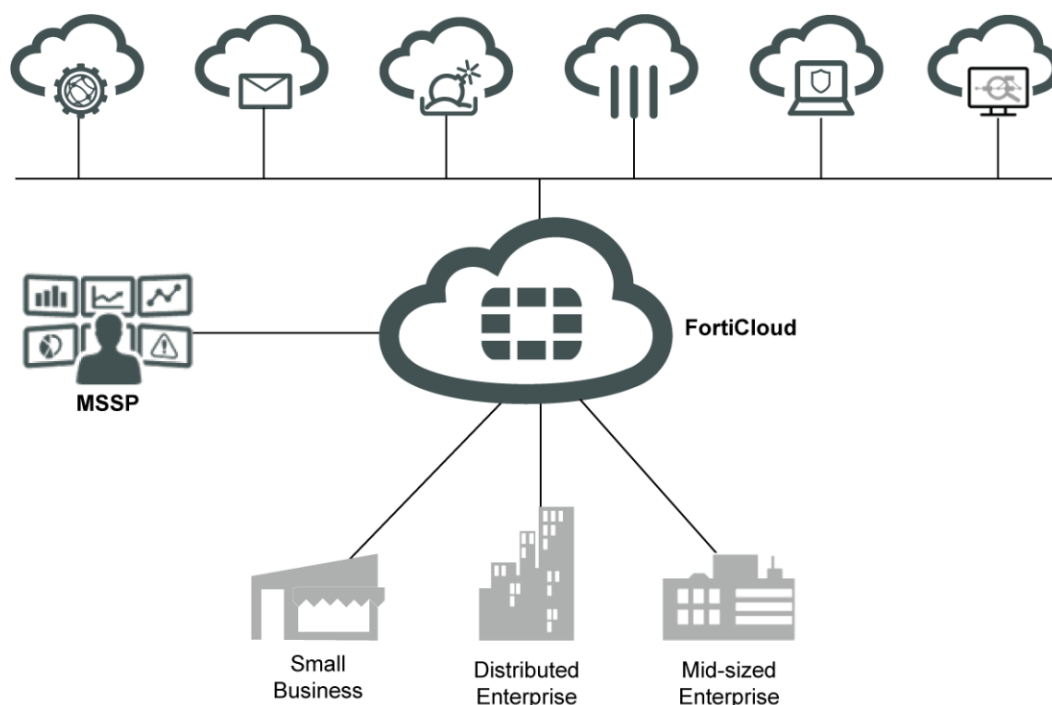 FortiCloud
MSSP
Small
Business
Distributed
Enterprise
Mid-sized
Enterprise